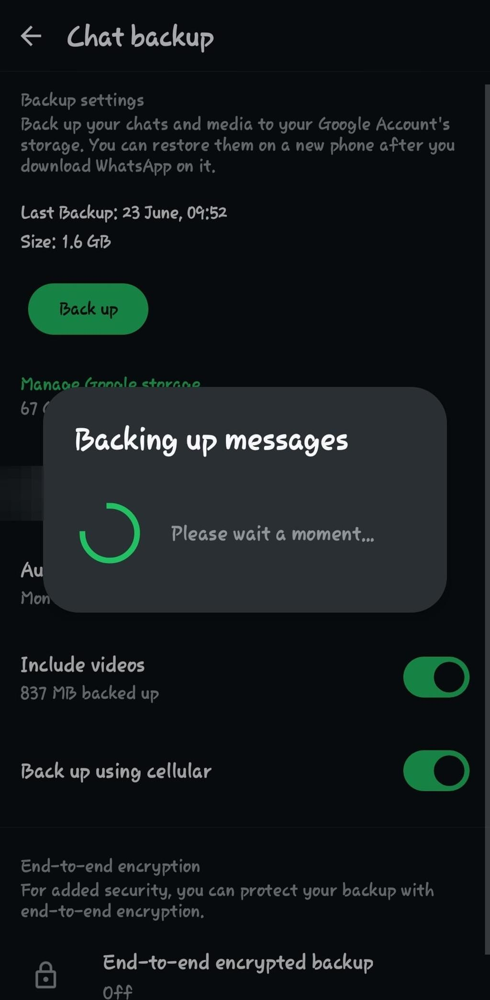 Chat backup
Backup settings
Back up your chats and media to your Google Account's
storage. You can restore them on a new phone after you
download WhatsApp on it.
Last Backup: 23 June, 09:52
Size: 1.6 GB
Back up
Manage Google storage
67
Backing up messages
Please wait a moment...
Au
Mon
Include videos
837 MB backed up
Back up using cellular
End-to-end encryption
For added security, you can protect your backup with
end-to-end encryption.
End-to-end encrypted backup
Off